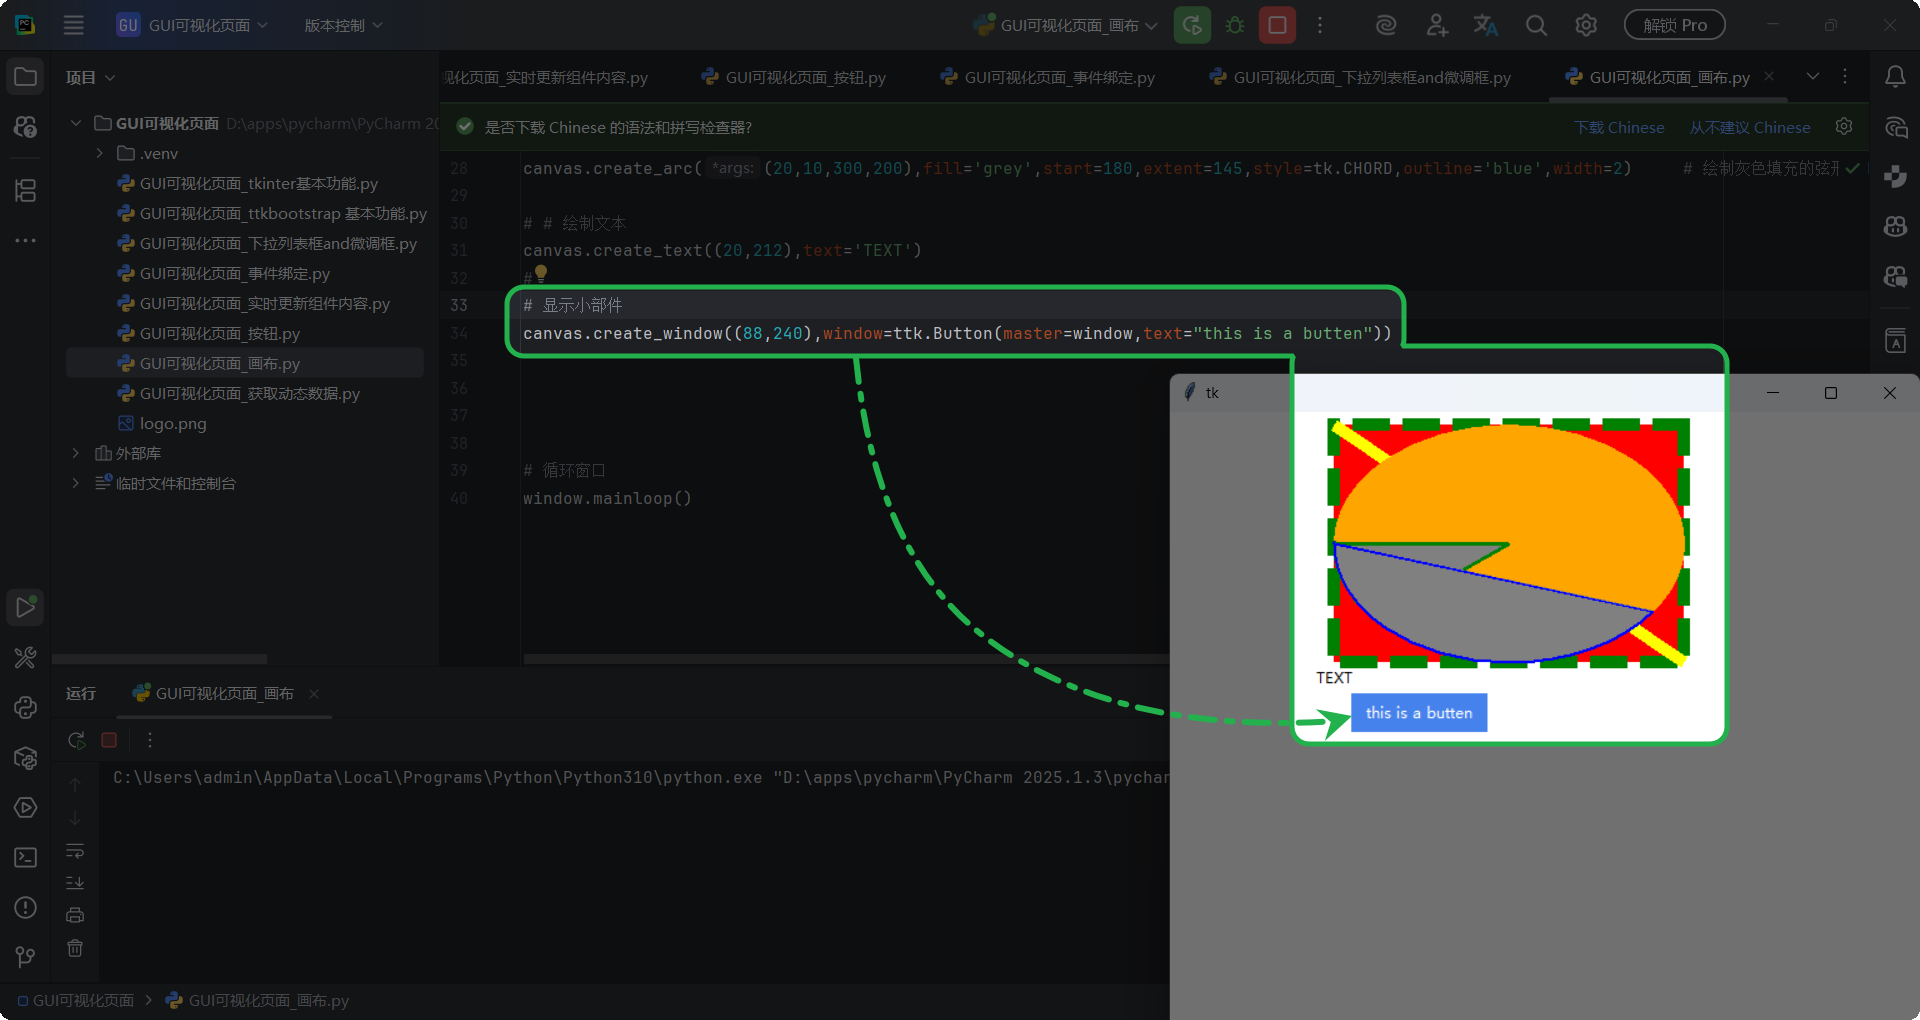 GU GUI可视化页面 版本控制 GUI可视化页面_画布 解锁 Pro
项目
视化页面_实时更新组件内容.py GUI可视化页面_按钮.py GUI可视化页面_事件绑定.py GUI可视化页面_下拉列表框and微调框.py GUI可视化页面_画布.py
是否下载 Chinese 的语法和拼写检查器? 下载 Chinese 从不建议 Chinese
GUI可视化页面 D:\apps\pycharm\PyCharm 20
.venv
GUI可视化页面_tkinter基本功能.py
GUI可视化页面_ttkbootstrap 基本功能.py
GUI可视化页面_下拉列表框and微调框.py
GUI可视化页面_事件绑定.py
GUI可视化页面_实时更新组件内容.py
GUI可视化页面_按钮.py
GUI可视化页面_画布.py
GUI可视化页面_获取动态数据.py
logo.png
外部库
临时文件和控制台
28 canvas.create_arc( *args: (20,10,300,200),fill='grey',start=180,extent=145,style=tk.CHORD,outline='blue',width=2) # 绘制灰色填充的弦形
29
30 # # 绘制文本
31 canvas.create_text((20,212),text='TEXT')
32 #
33 # 显示小部件
34 canvas.create_window((88,240),window=ttk.Button(master=window,text="this is a butten"))
35
36
37
38
39 # 循环窗口
40 window.mainloop()
tk
TEXT
this is a butten
运行 GUI可视化页面_画布
C:\Users\admin\AppData\Local\Programs\Python\Python310\python.exe "D:\apps\pycharm\PyCharm 2025.1.3\pychar
GUI可视化页面 GUI可视化页面_画布.py